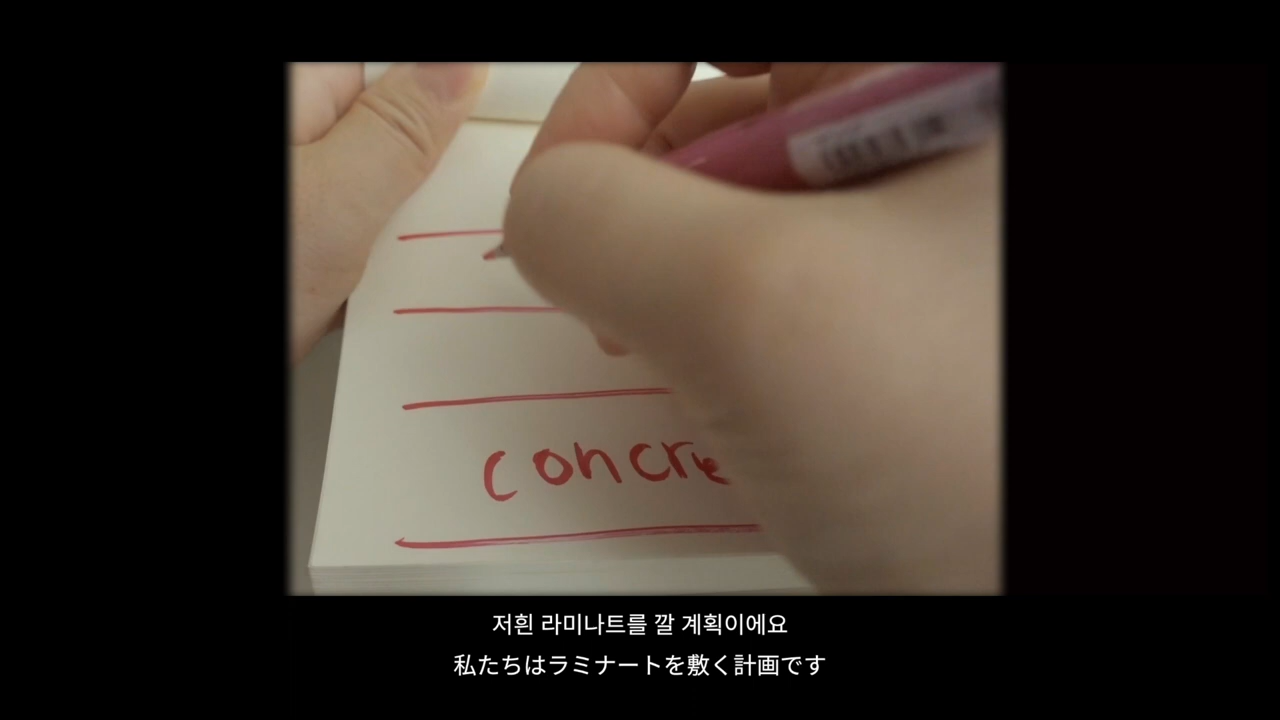 concre
저흰 라미나트를 깔 계획이에요
私たちはラミナートを敷く計画です